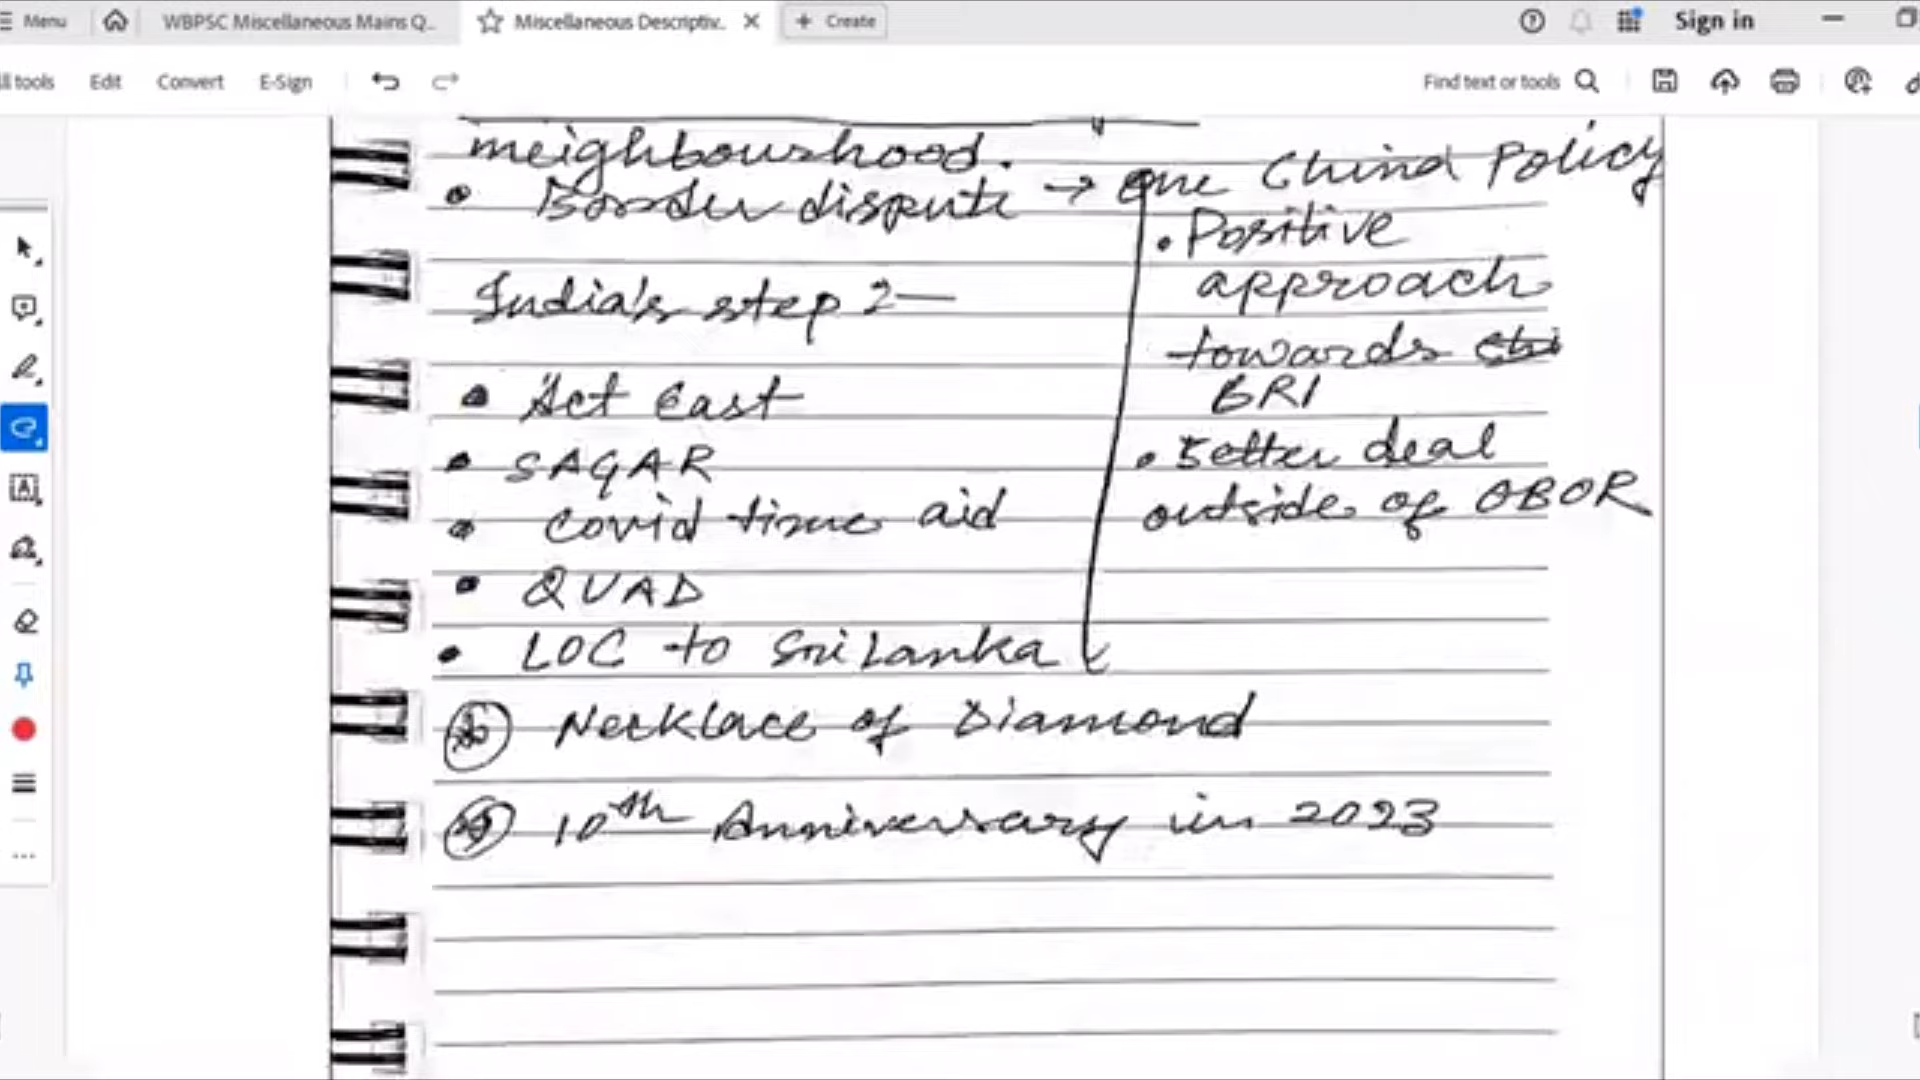 Menu
WBPSC Miscellaneous Mains Q...
Miscellaneous Descriptiv...
+ Create
Sign in
ll tools
Edit
Convert
E-Sign
Find text or tools
neighbourhood.
• Border dispute → One China Policy
India's step :—
• Act East
• SAGAR
• Covid time aid
• QUAD
• LOC to Sri Lanka
• Positive
approach
towards
BRI
• Better deal
outside of OBOR
Necklace of Diamond
10th Anniversary in 2023